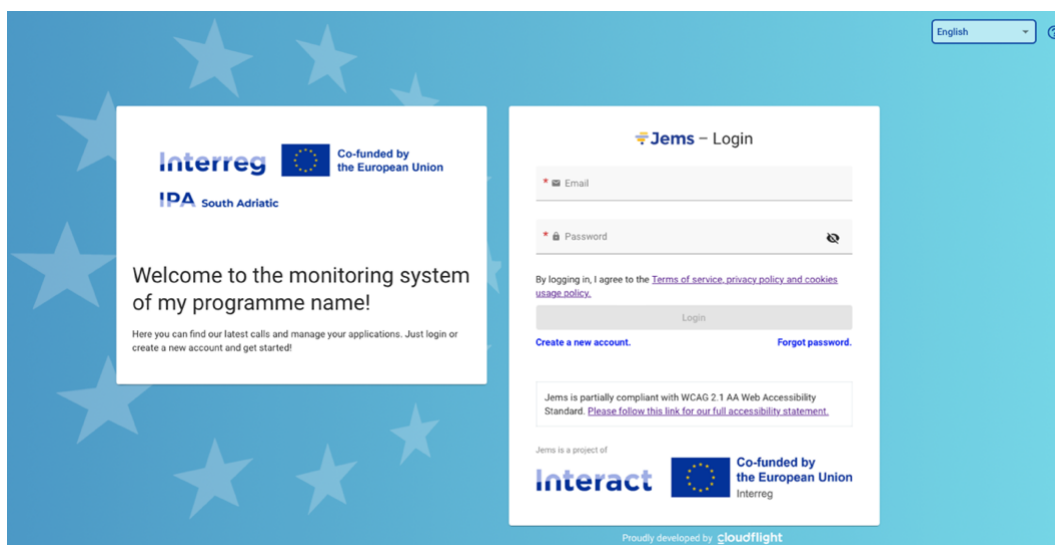 English
Interreg
Co-funded by
the European Union
IPA South Adriatic
Welcome to the monitoring system
of my programme name!
Here you can find our latest calls and manage your applications. Just login or
create a new account and get started!
Jems – Login
* Email
* Password
By logging in, I agree to the Terms of service, privacy policy and cookies
usage policy.
Login
Create a new account.
Forgot password.
Jems is partially compliant with WCAG 2.1 AA Web Accessibility
Standard. Please follow this link for our full accessibility statement.
Jems is a project of
Interact
Co-funded by
the European Union
Interreg
Proudly developed by cloudflight